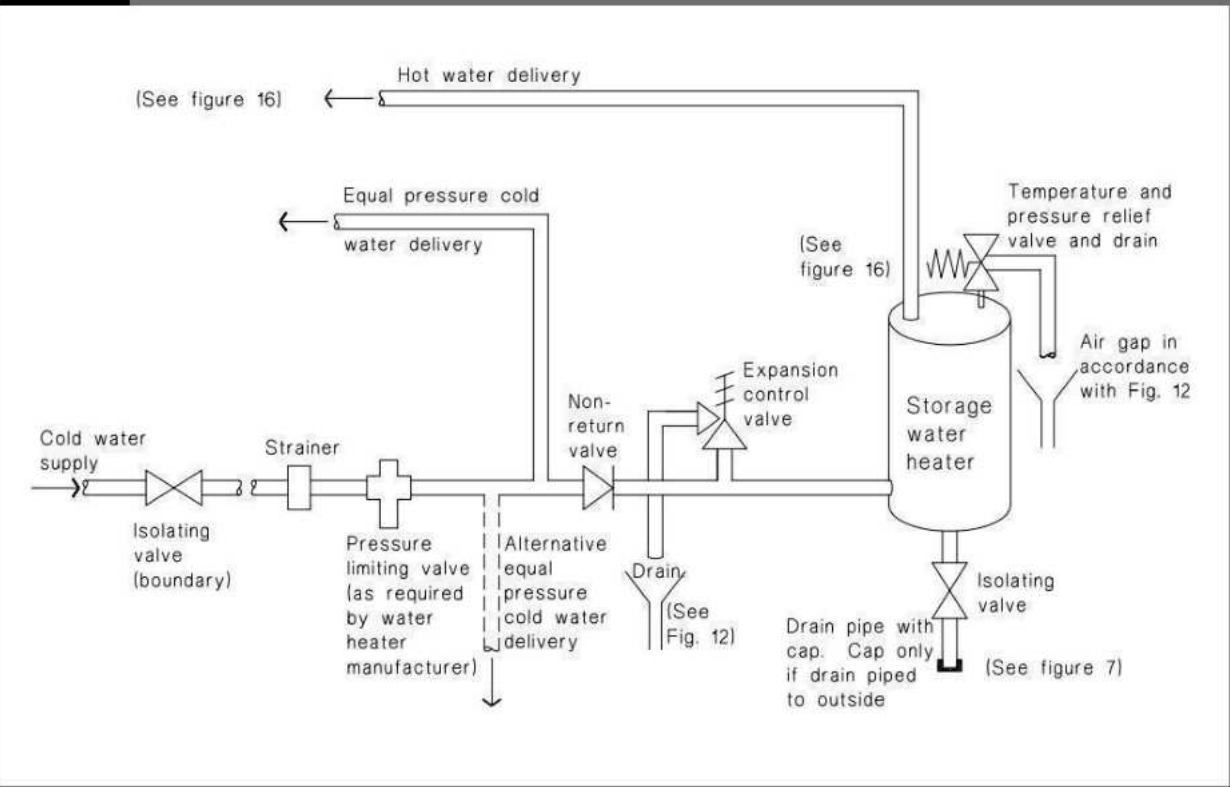 Hot water delivery
(See figure 16)
Equal pressure cold
water delivery
Temperature and
pressure relief
valve and drain
(See
figure 16)
Air gap in
accordance
with Fig. 12
Expansion
control
valve
Non-
return
valve
Storage
water
heater
Cold water
supply
Strainer
Isolating
valve
(boundary)
Pressure
limiting valve
(as required
by water
heater
manufacturer)
Alternative
equal
pressure
cold water
delivery
Drain
(See
Fig. 12)
Isolating
valve
Drain pipe with
cap. Cap only
if drain piped
to outside
(See figure 7)